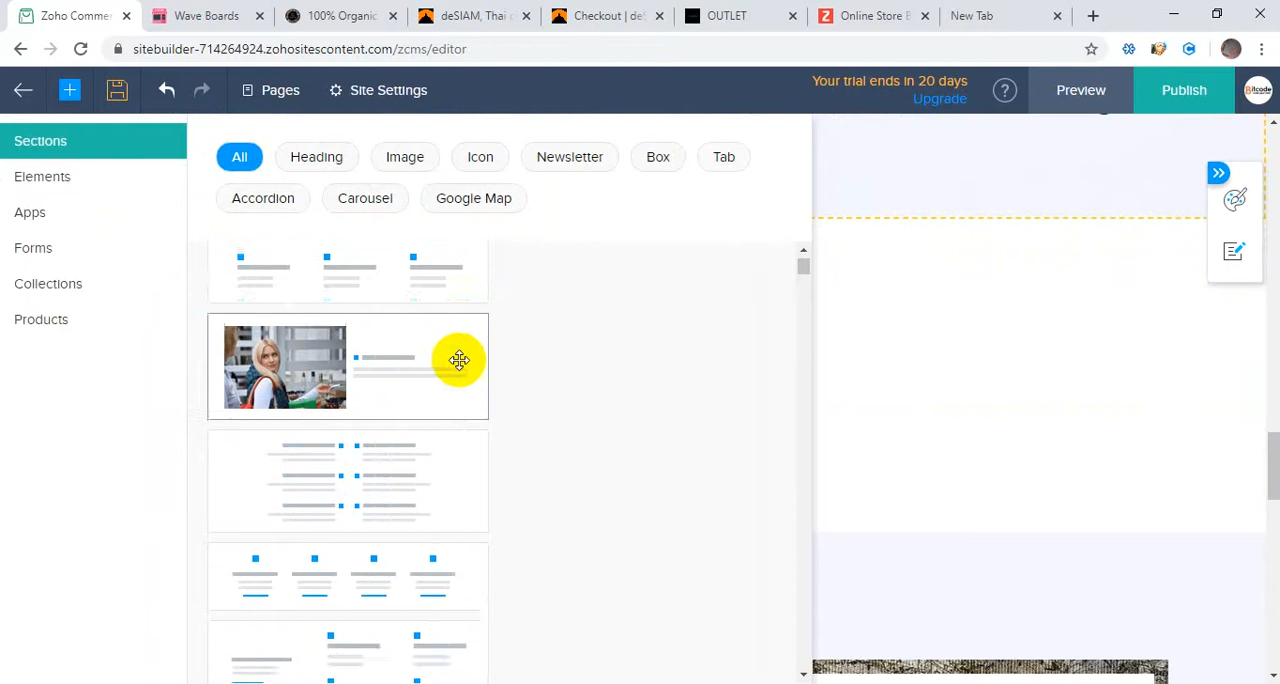 Zoho Comme
Wave Boards
100% Organic
deSIAM, Thai c
Checkout | deS
OUTLET
Online Store B
New Tab
sitebuilder-714264924.zohositescontent.com/zcms/editor
Pages
Site Settings
Your trial ends in 20 days
Upgrade
Preview
Publish
Bitcode
Sections
Elements
Apps
Forms
Collections
Products
All
Heading
Image
Icon
Newsletter
Box
Tab
Accordion
Carousel
Google Map